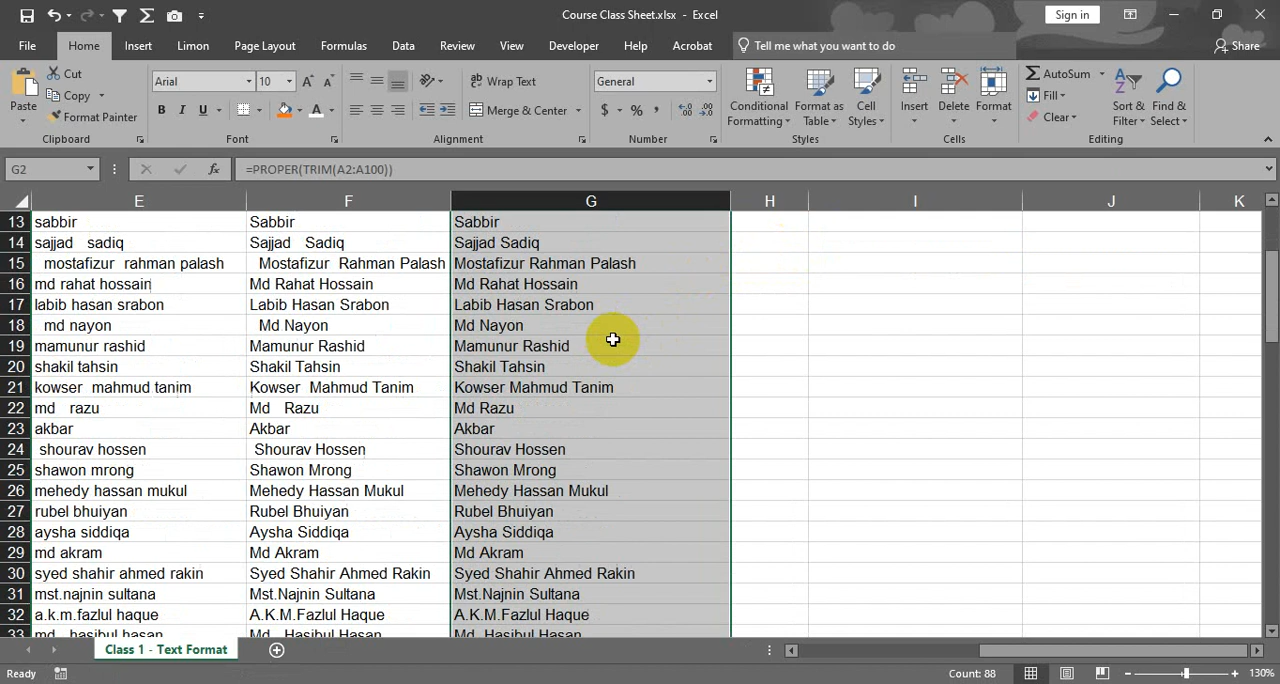 Course Class Sheet.xlsx - Excel
Sign in
File Home Insert Limon Page Layout Formulas Data Review View Developer Help Acrobat Tell me what you want to do Share
Paste Cut Copy Format Painter Clipboard
Arial 10 A A B I U A Font
ab Wrap Text Merge & Center Alignment
General $ % , Number
Conditional Formatting Format as Table Cell Styles Styles
Insert Delete Format Cells
AutoSum Fill Clear Sort & Filter Find & Select Editing
G2 fx =PROPER(TRIM(A2:A100))
E F G H I J K
13 sabbir Sabbir Sabbir
14 sajjad   sadiq Sajjad   Sadiq Sajjad Sadiq
15 mostafizur  rahman palash Mostafizur  Rahman Palash Mostafizur Rahman Palash
16 md rahat hossain Md Rahat Hossain Md Rahat Hossain
17 labib hasan srabon Labib Hasan Srabon Labib Hasan Srabon
18 md nayon Md Nayon Md Nayon
19 mamunur rashid Mamunur Rashid Mamunur Rashid
20 shakil tahsin Shakil Tahsin Shakil Tahsin
21 kowser  mahmud tanim Kowser  Mahmud Tanim Kowser Mahmud Tanim
22 md   razu Md   Razu Md Razu
23 akbar Akbar Akbar
24 shourav hossen Shourav Hossen Shourav Hossen
25 shawon mrong Shawon Mrong Shawon Mrong
26 mehedy hassan mukul Mehedy Hassan Mukul Mehedy Hassan Mukul
27 rubel bhuiyan Rubel Bhuiyan Rubel Bhuiyan
28 aysha siddiqa Aysha Siddiqa Aysha Siddiqa
29 md akram Md Akram Md Akram
30 syed shahir ahmed rakin Syed Shahir Ahmed Rakin Syed Shahir Ahmed Rakin
31 mst.najnin sultana Mst.Najnin Sultana Mst.Najnin Sultana
32 a.k.m.fazlul haque A.K.M.Fazlul Haque A.K.M.Fazlul Haque
33 md   hasibul hasan Md   Hasibul Hasan Md  Hasibul Hasan
Class 1 - Text Format
Ready Count: 88 130%